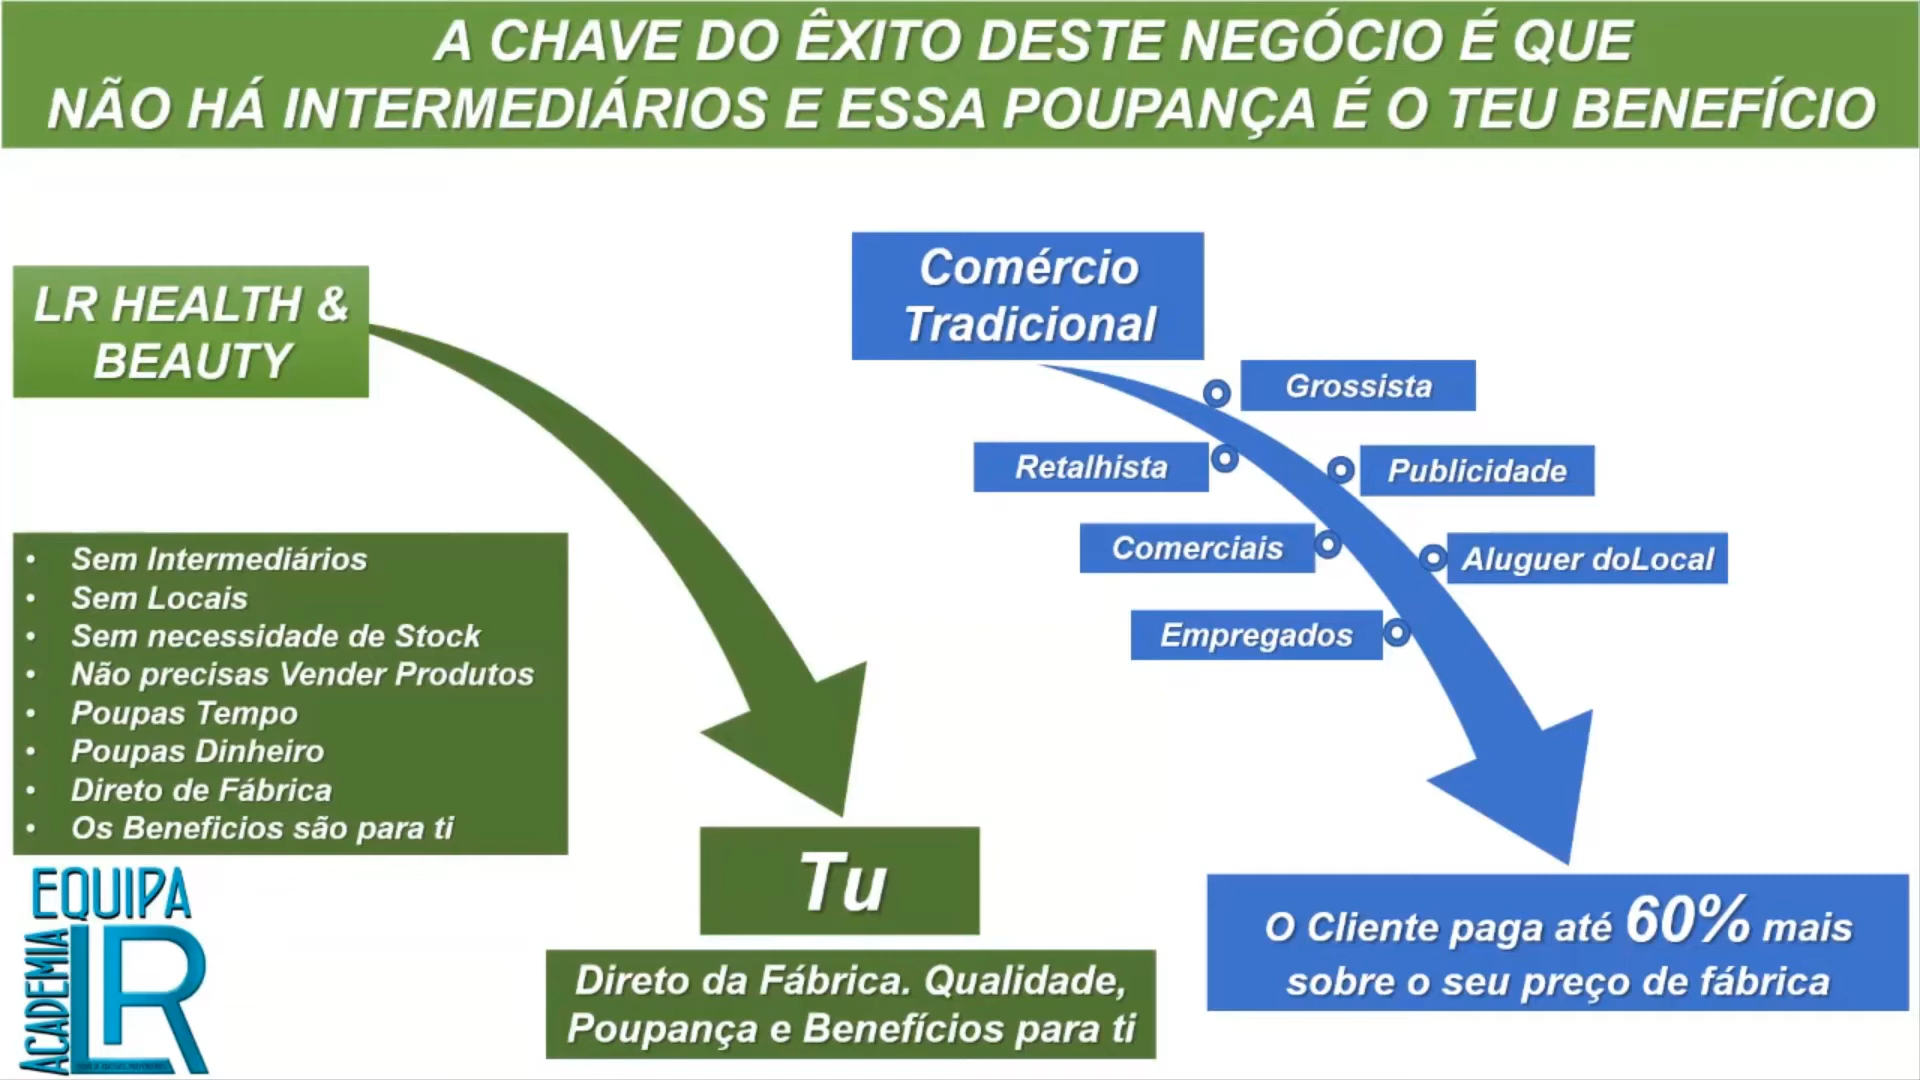 A CHAVE DO ÊXITO DESTE NEGÓCIO É QUE
NÃO HÁ INTERMEDIÁRIOS E ESSA POUPANÇA É O TEU BENEFÍCIO
LR HEALTH &
BEAUTY
Comércio
Tradicional
Grossista
Retalhista
Publicidade
Comerciais
Aluguer doLocal
Empregados
• Sem Intermediários
• Sem Locais
• Sem necessidade de Stock
• Não precisas Vender Produtos
• Poupas Tempo
• Poupas Dinheiro
• Direto de Fábrica
• Os Beneficios são para ti
Tu
Direto da Fábrica. Qualidade,
Poupança e Benefícios para ti
O Cliente paga até 60% mais
sobre o seu preço de fábrica
EQUIPA
ACADEMIA
LR